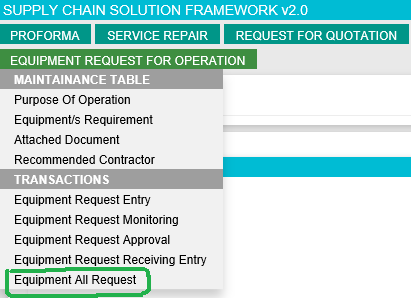 SUPPLY CHAIN SOLUTION FRAMEWORK v2.0
PROFORMA SERVICE REPAIR REQUEST FOR QUOTATION
EQUIPMENT REQUEST FOR OPERATION
MAINTAINANCE TABLE
Purpose Of Operation
Equipment/s Requirement
Attached Document
Recommended Contractor
TRANSACTIONS
Equipment Request Entry
Equipment Request Monitoring
Equipment Request Approval
Equipment Request Receiving Entry
Equipment All Request